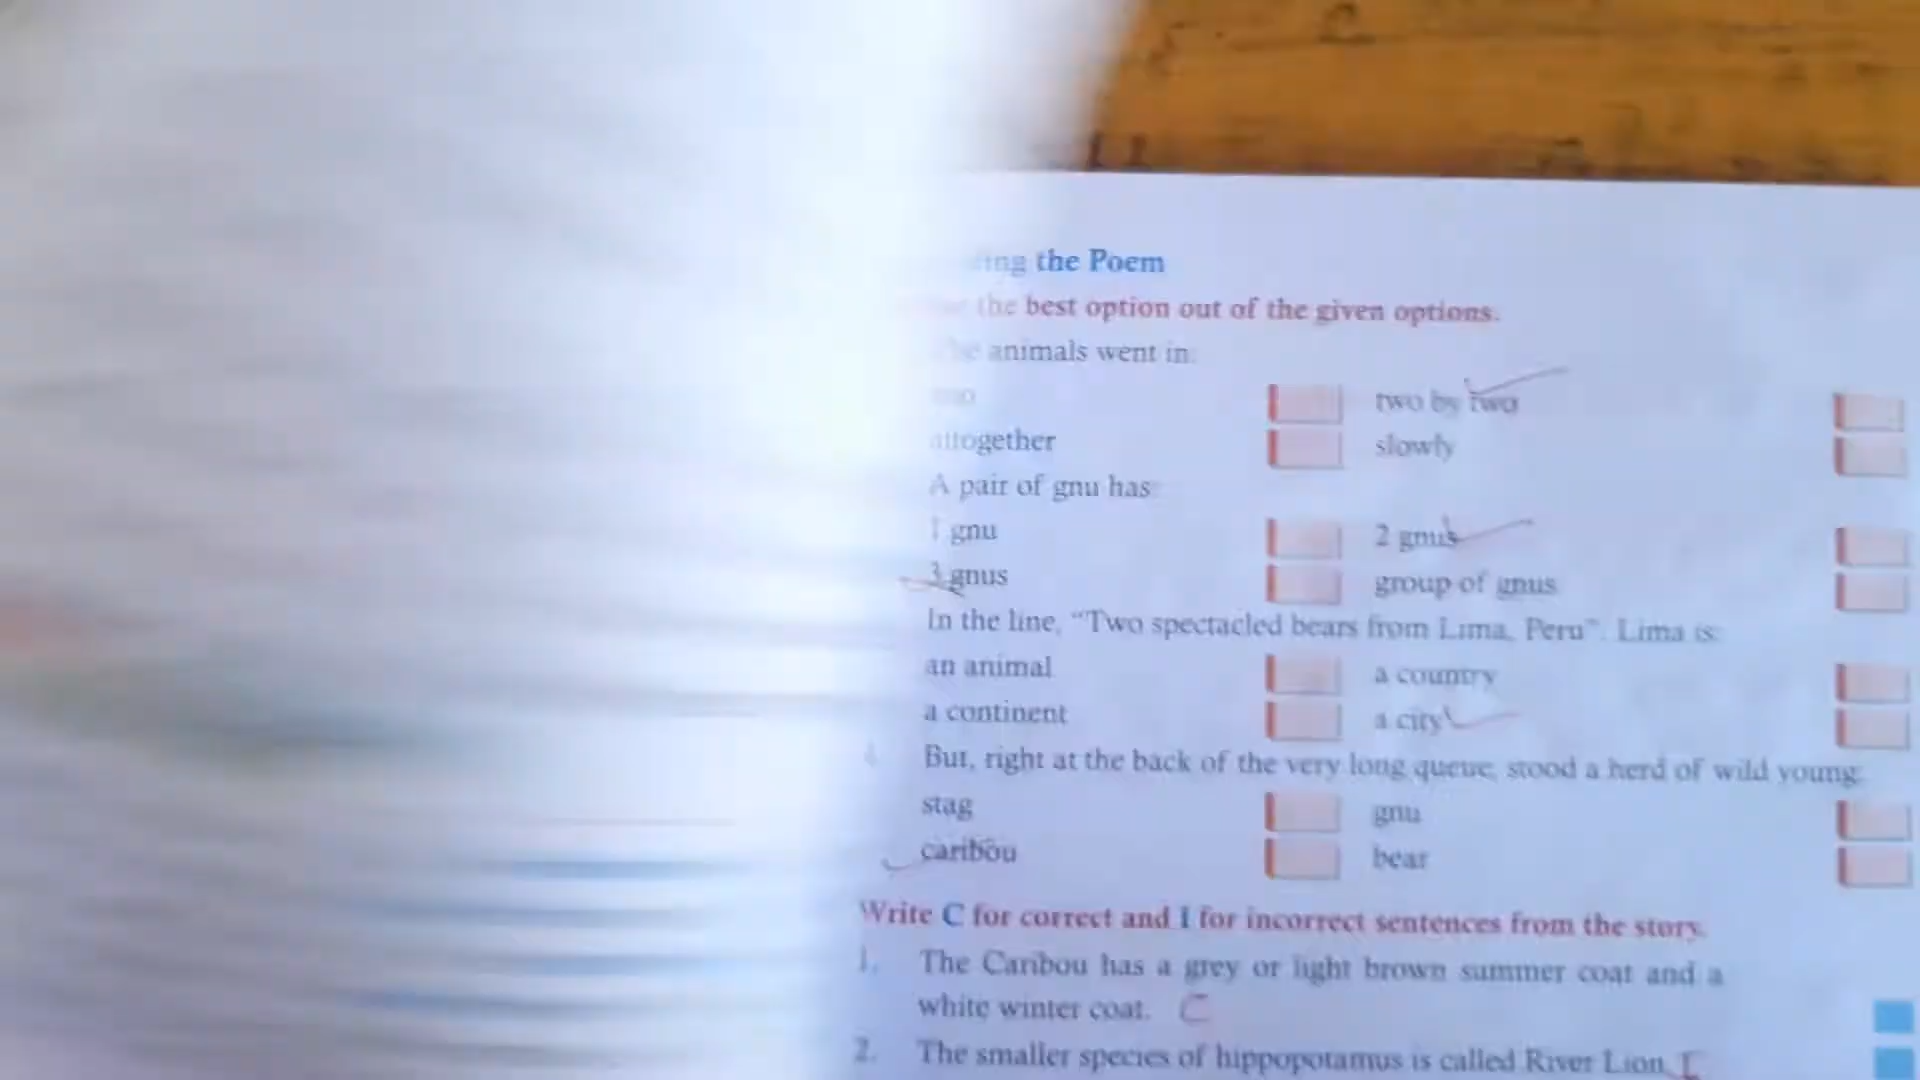 the Poem
the best option out of the given options.
animals went in:
two by two
altogether
slowly
A pair of gnu has:
1 gnu
2 gnus
3 gnus
group of gnus
In the line, “Two spectacled bears from Lima, Peru”. Lima is:
an animal
a country
a continent
a city
But, right at the back of the very long queue, stood a herd of wild young:
stag
gnu
caribou
bear
Write C for correct and I for incorrect sentences from the story.
1. The Caribou has a grey or light brown summer coat and a
white winter coat. C
2. The smaller species of hippopotamus is called River Lion. I